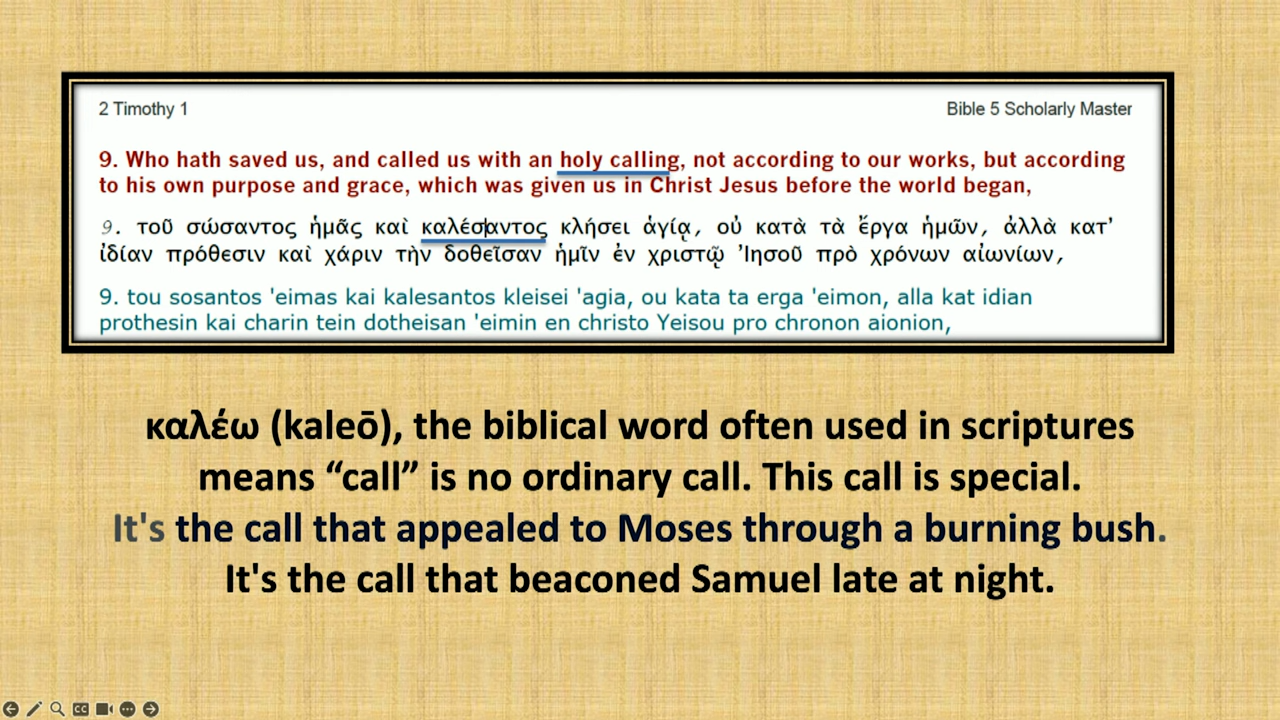 2 Timothy 1
Bible 5 Scholarly Master
9. Who hath saved us, and called us with an holy calling, not according to our works, but according
to his own purpose and grace, which was given us in Christ Jesus before the world began,
9. τοῦ σώσαντος ἡμᾶς καὶ καλέσαντος κλήσει ἁγίᾳ, οὐ κατὰ τὰ ἔργα ἡμῶν, ἀλλὰ κατ'
ἰδίαν πρόθεσιν καὶ χάριν τὴν δοθεῖσαν ἡμῖν ἐν χριστῷ Ἰησοῦ πρὸ χρόνων αἰωνίων,
9. tou sosantos 'eimas kai kalesantos kleisei 'agia, ou kata ta erga 'eimon, alla kat idian
prothesin kai charin tein dotheisan 'eimin en christo Yeisou pro chronon aionion,
καλέω (kaleō), the biblical word often used in scriptures
means “call” is no ordinary call. This call is special.
It's the call that appealed to Moses through a burning bush.
It's the call that beaconed Samuel late at night.
CC